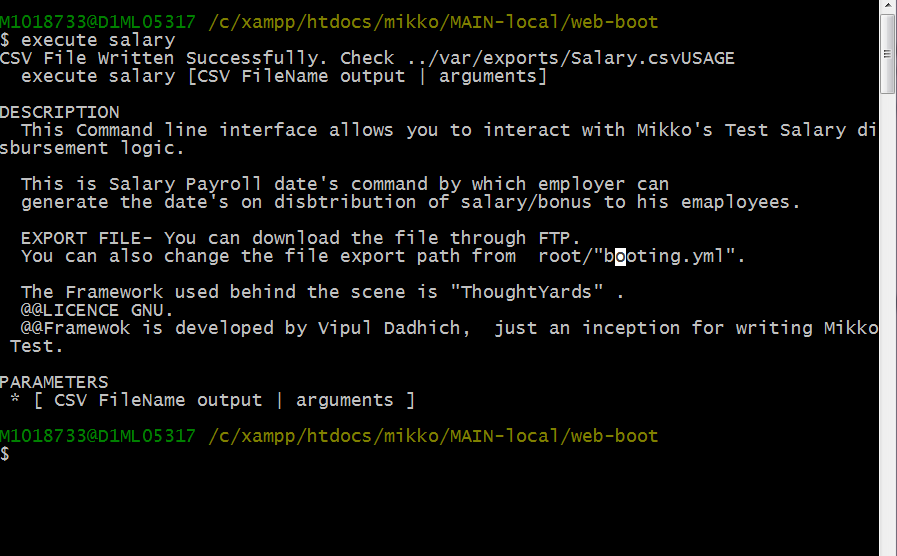 M1018733@D1ML05317 /c/xampp/htdocs/mikko/MAIN-local/web-boot
$ execute salary
CSV File Written Successfully. Check ../var/exports/Salary.csvUSAGE
  execute salary [CSV FileName output | arguments]

DESCRIPTION
  This Command line interface allows you to interact with Mikko's Test Salary di
sbursement logic.

  This is Salary Payroll date's command by which employer can
  generate the date's on disbtribution of salary/bonus to his emaployees.

  EXPORT FILE- You can download the file through FTP.
  You can also change the file export path from  root/"booting.yml".

  The Framework used behind the scene is "ThoughtYards" .
  @@LICENCE GNU.
  @@Framewok is developed by Vipul Dadhich,  just an inception for writing Mikko
 Test.

PARAMETERS
 * [ CSV FileName output | arguments ]

M1018733@D1ML05317 /c/xampp/htdocs/mikko/MAIN-local/web-boot
$